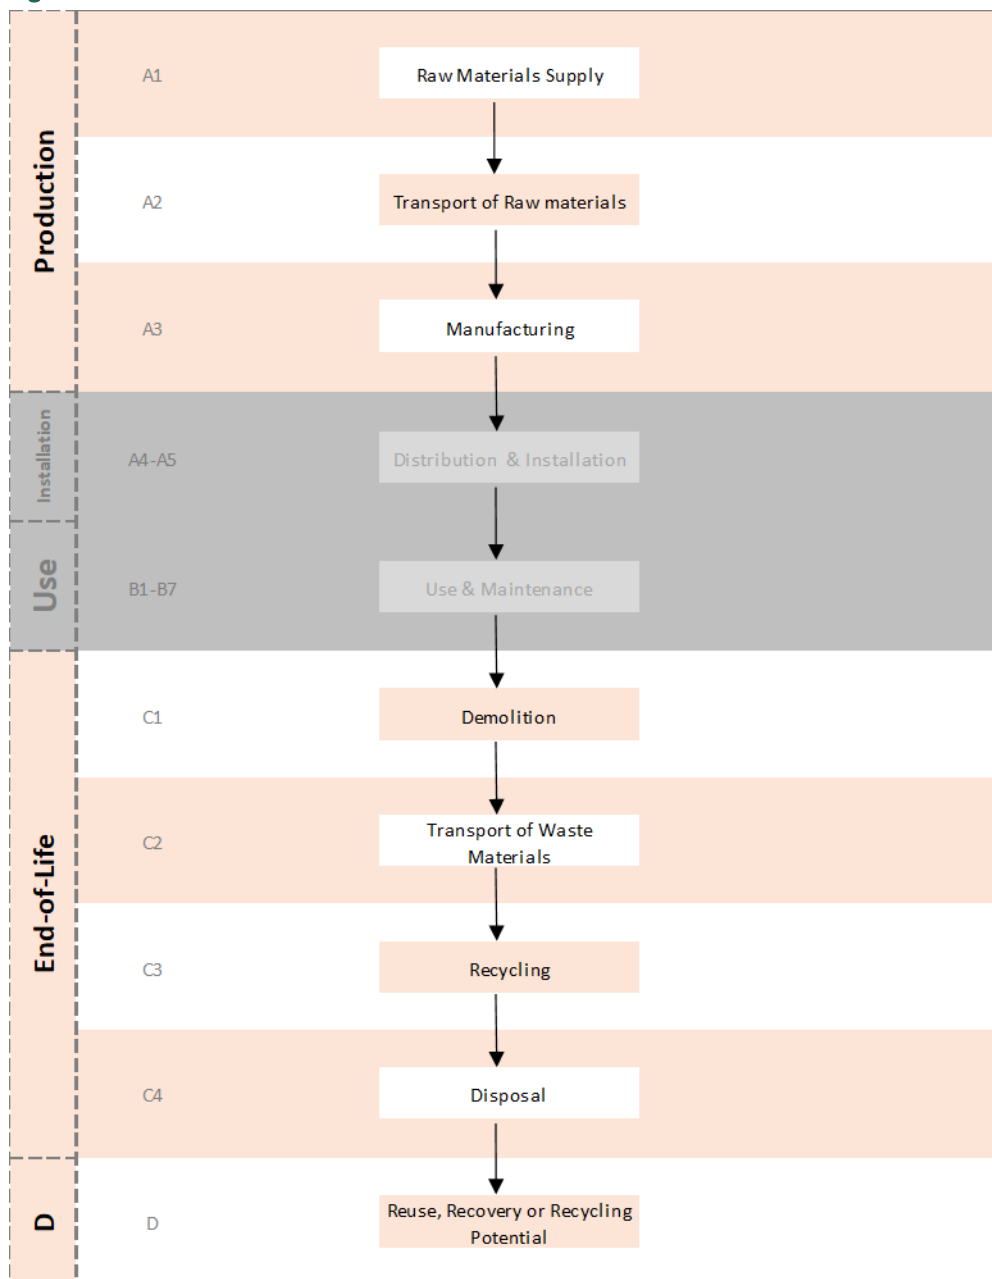 Production
A1
Raw Materials Supply
A2
Transport of Raw materials
A3
Manufacturing
Installation
A4-A5
Distribution & Installation
Use
B1-B7
Use & Maintenance
End-of-Life
C1
Demolition
C2
Transport of Waste
Materials
C3
Recycling
C4
Disposal
D
D
Reuse, Recovery or Recycling
Potential